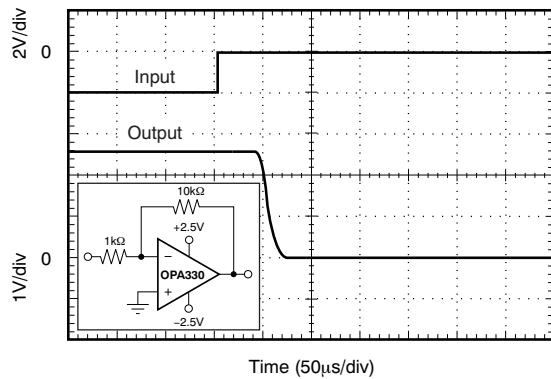 2V/div
0
Input
Output
10kΩ
+2.5V
1kΩ
−
OPA330
+
−2.5V
0
1V/div
Time (50µs/div)